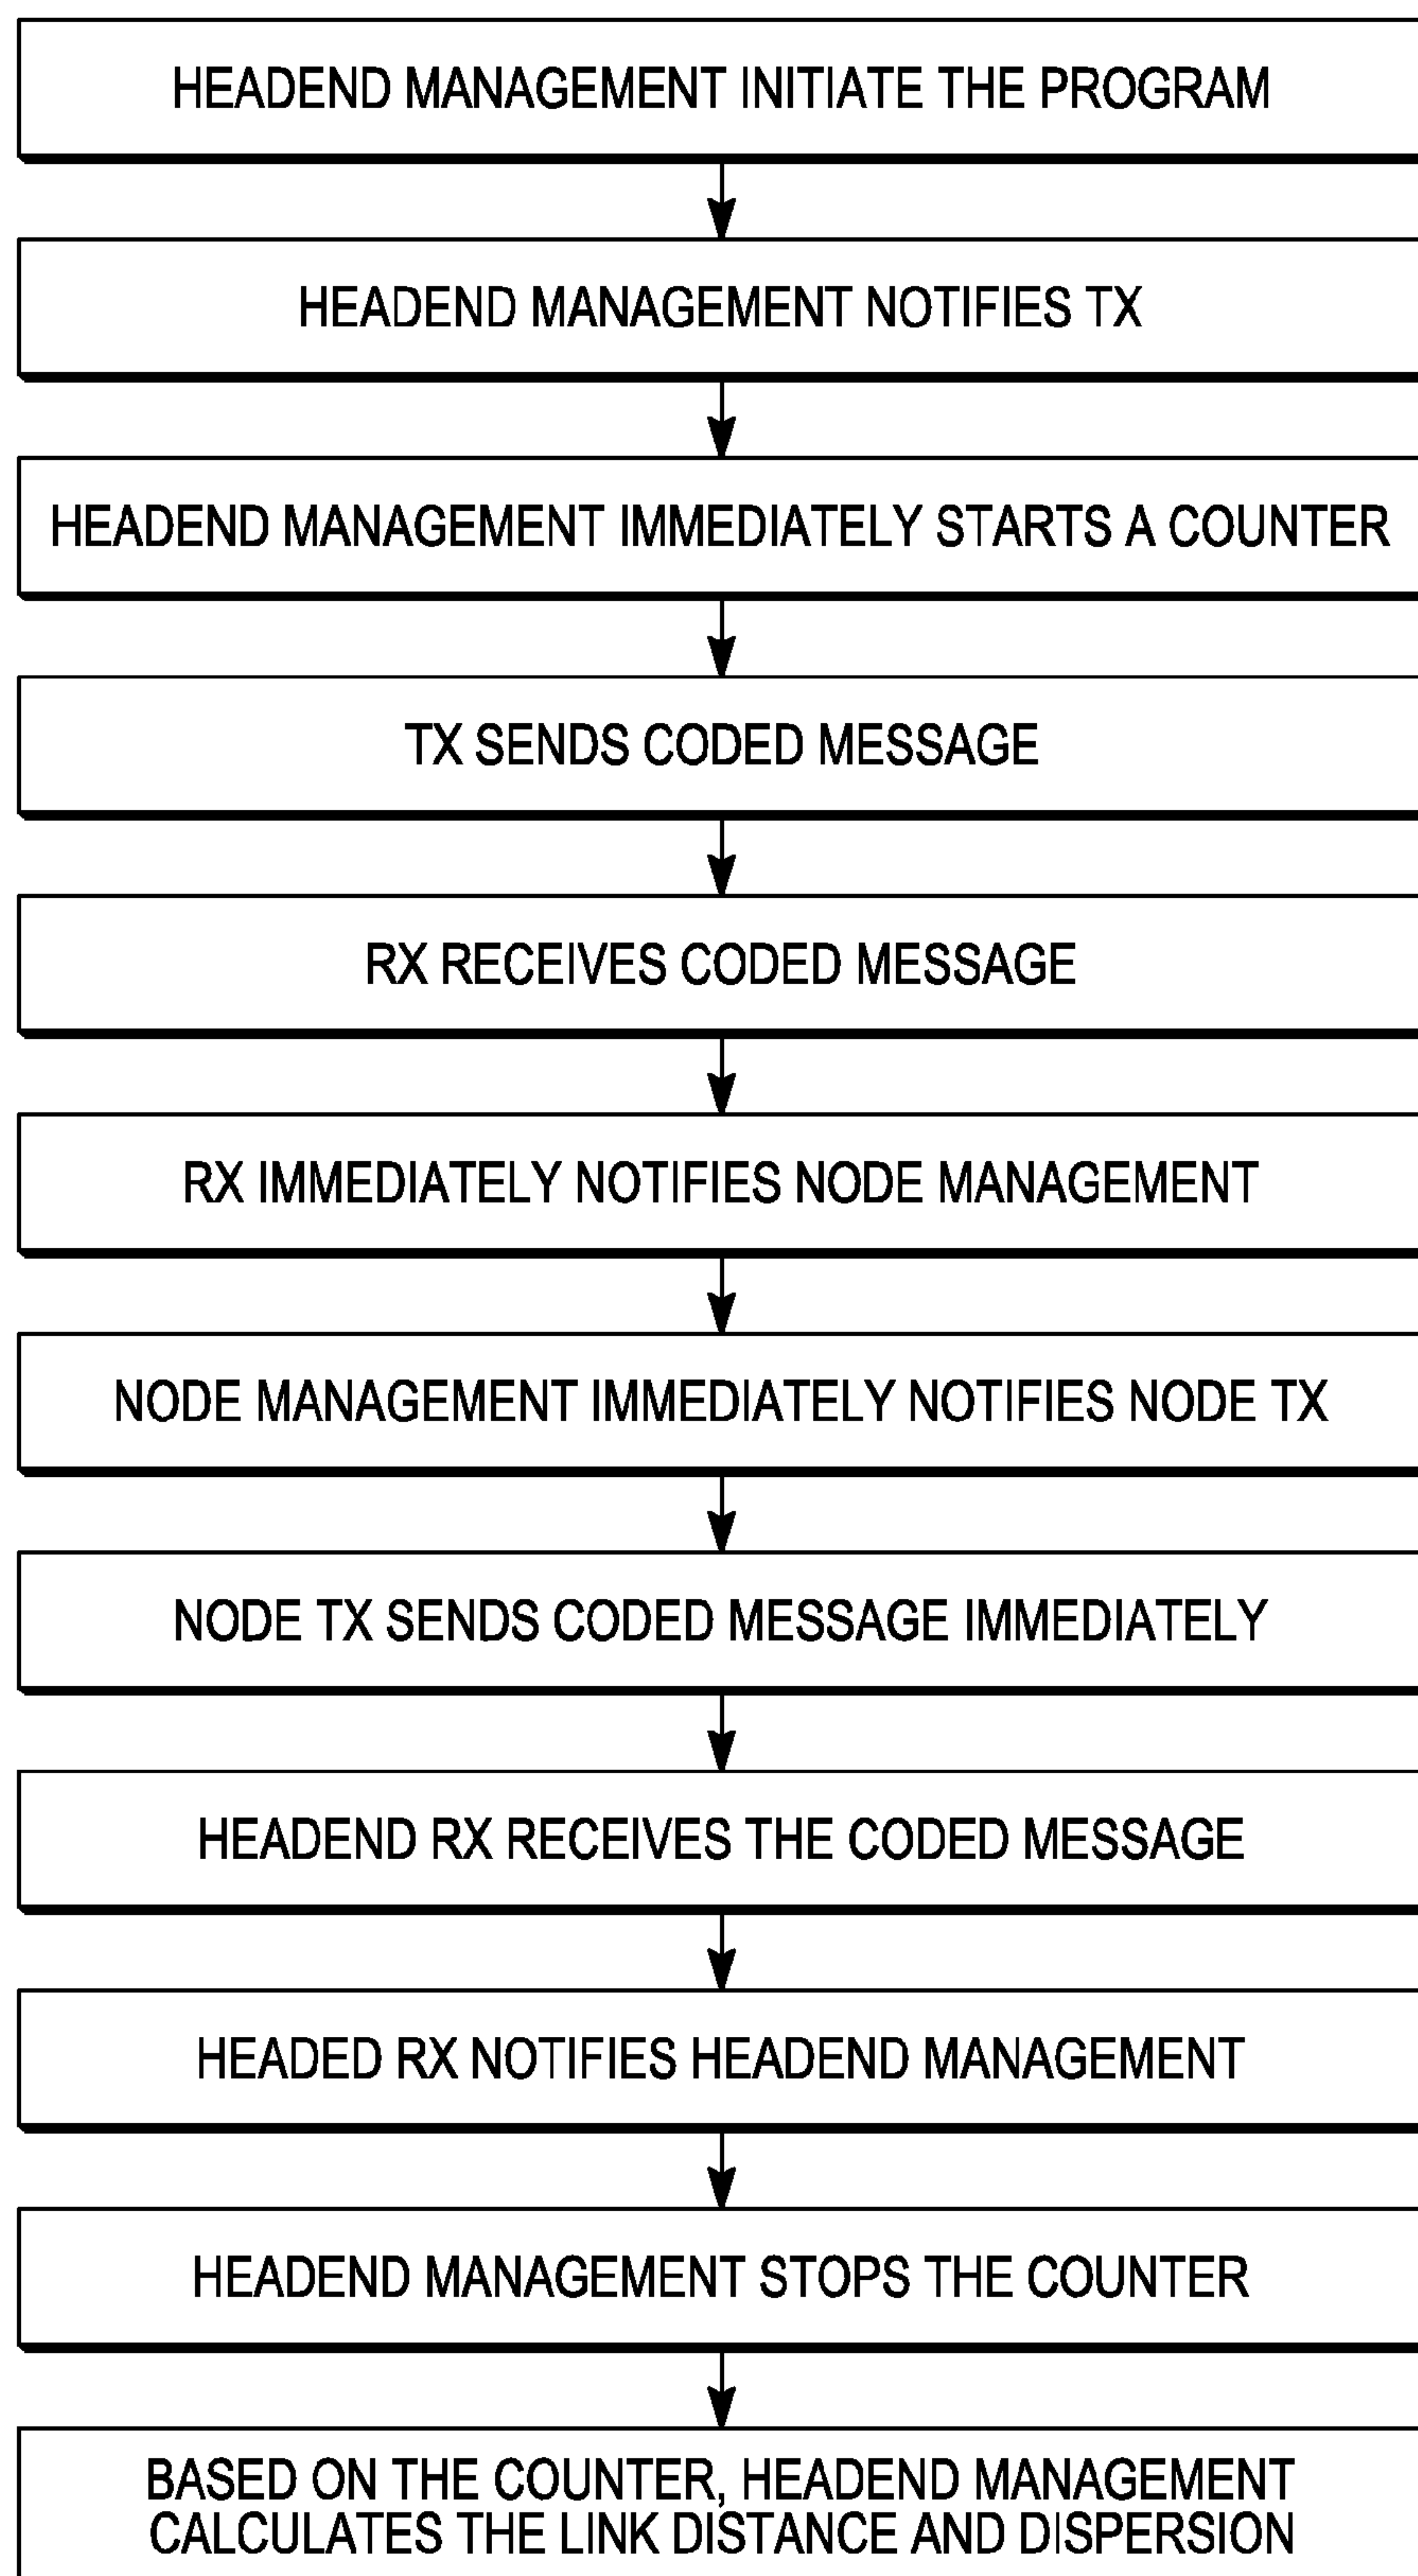 HEADEND MANAGEMENT INITIATE THE PROGRAM
HEADEND MANAGEMENT NOTIFIES TX
HEADEND MANAGEMENT IMMEDIATELY STARTS A COUNTER
TX SENDS CODED MESSAGE
RX RECEIVES CODED MESSAGE
RX IMMEDIATELY NOTIFIES NODE MANAGEMENT
NODE MANAGEMENT IMMEDIATELY NOTIFIES NODE TX
NODE TX SENDS CODED MESSAGE IMMEDIATELY
HEADEND RX RECEIVES THE CODED MESSAGE
HEADED RX NOTIFIES HEADEND MANAGEMENT
HEADEND MANAGEMENT STOPS THE COUNTER
BASED ON THE COUNTER, HEADEND MANAGEMENT
CALCULATES THE LINK DISTANCE AND DISPERSION